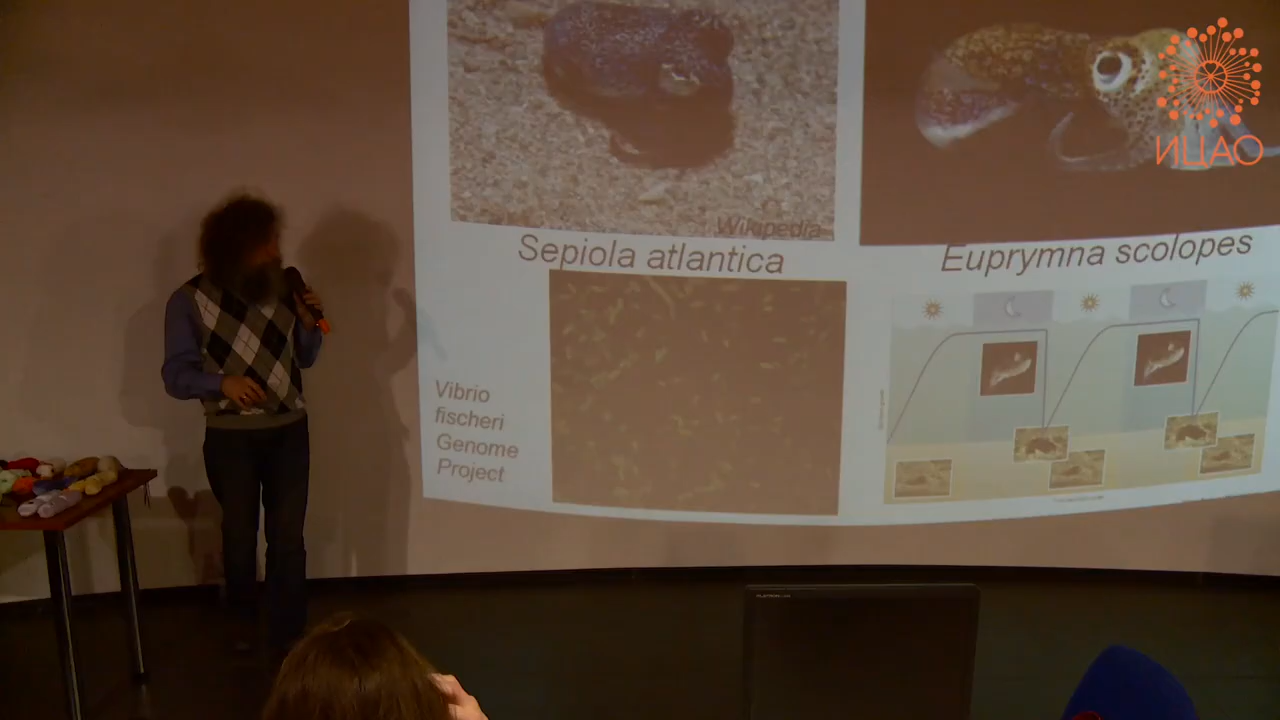 ИЦАО
Wikipedia
Sepiola atlantica
Euprymna scolopes
Vibrio
fischeri
Genome
Project